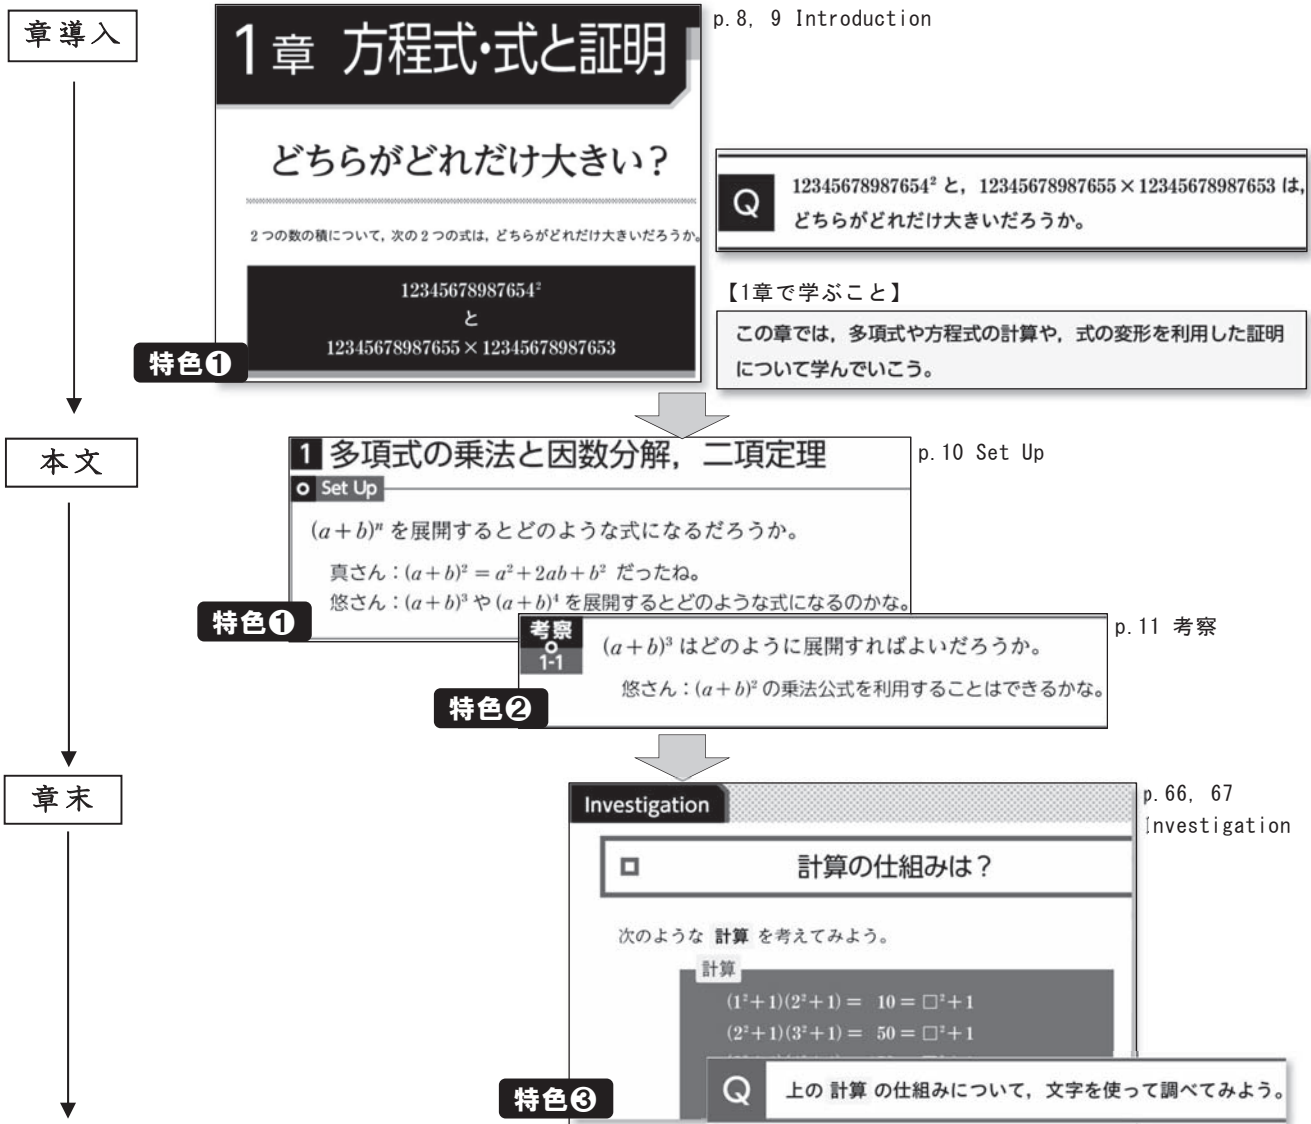 章導入
1章 方程式・式と証明
p.8, 9 Introduction
どちらがどれだけ大きい?
2つの数の積について,次の2つの式は,どちらがどれだけ大きいだろうか。
12345678987654²
と
12345678987655×12345678987653
特色❶
Q
12345678987654² と,12345678987655×12345678987653 は,
どちらがどれだけ大きいだろうか。
【1章で学ぶこと】
この章では,多項式や方程式の計算や,式の変形を利用した証明
について学んでいこう。
本文
1 多項式の乗法と因数分解,二項定理
p.10 Set Up
Set Up
(a+b)ⁿ を展開するとどのような式になるだろうか。
真さん:(a+b)²=a²+2ab+b² だったね。
悠さん:(a+b)³ や (a+b)⁴ を展開するとどのような式になるのかな。
特色❶
考察
1-1
p.11 考察
(a+b)³ はどのように展開すればよいだろうか。
悠さん:(a+b)² の乗法公式を利用することはできるかな。
特色❷
章末
Investigation
p.66, 67
Investigation
計算の仕組みは?
次のような 計算 を考えてみよう。
計算
(1²+1)(2²+1)= 10=□²+1
(2²+1)(3²+1)= 50=□²+1
特色❸
Q
上の 計算 の仕組みについて,文字を使って調べてみよう。